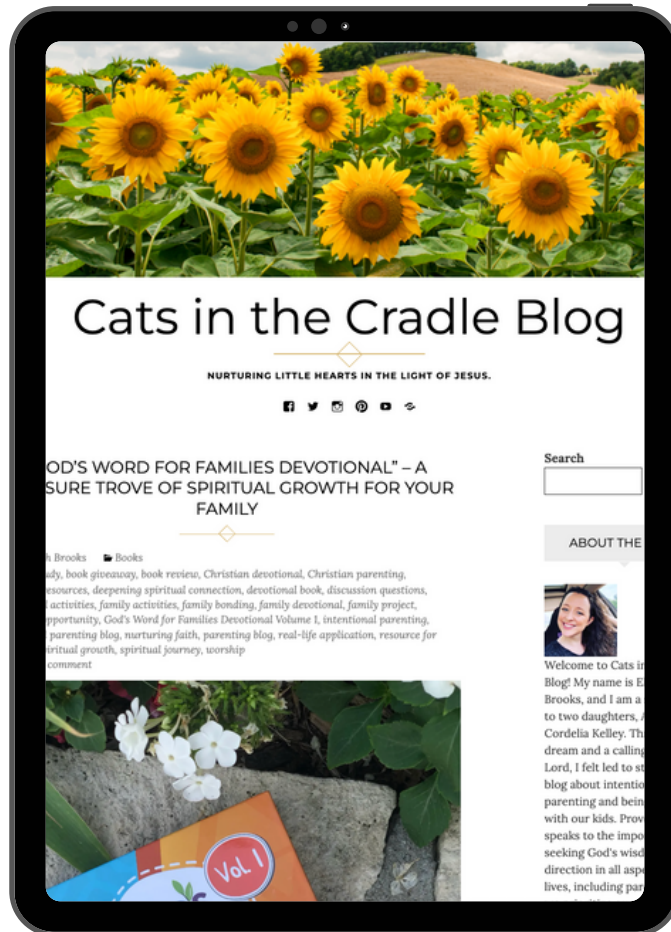 Cats in the Cradle Blog
NURTURING LITTLE HEARTS IN THE LIGHT OF JESUS.
OD'S WORD FOR FAMILIES DEVOTIONAL" – A
SURE TROVE OF SPIRITUAL GROWTH FOR YOUR
FAMILY
h Brooks Books
udy, book giveaway, book review, Christian devotional, Christian parenting,
esources, deepening spiritual connection, devotional book, discussion questions,
l activities, family activities, family bonding, family devotional, family project,
pportunity, God's Word for Families Devotional Volume 1, intentional parenting,
parenting blog, nurturing faith, parenting blog, real-life application, resource for
iritual growth, spiritual journey, worship
comment
VOL 1
Search
ABOUT THE
Welcome to Cats in
Blog! My name is E
Brooks, and I am a
to two daughters, A
Cordelia Kelley. Th
dream and a calling
Lord, I felt led to st
blog about intentio
parenting and bein
with our kids. Prov
speaks to the impo
seeking God's wisd
direction in all aspe
lives, including par